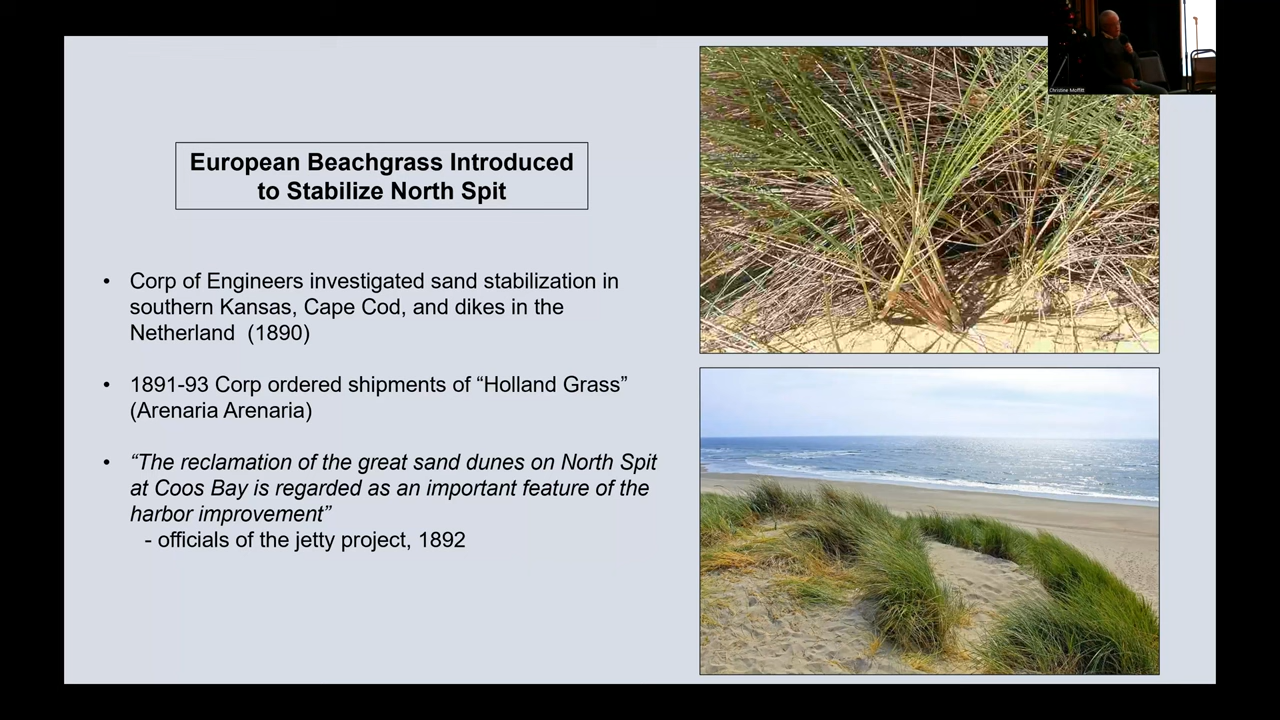 Christine Moffitt
European Beachgrass Introduced
to Stabilize North Spit
• Corp of Engineers investigated sand stabilization in
southern Kansas, Cape Cod, and dikes in the
Netherland (1890)
• 1891-93 Corp ordered shipments of “Holland Grass”
(Arenaria Arenaria)
• “The reclamation of the great sand dunes on North Spit
at Coos Bay is regarded as an important feature of the
harbor improvement”
- officials of the jetty project, 1892